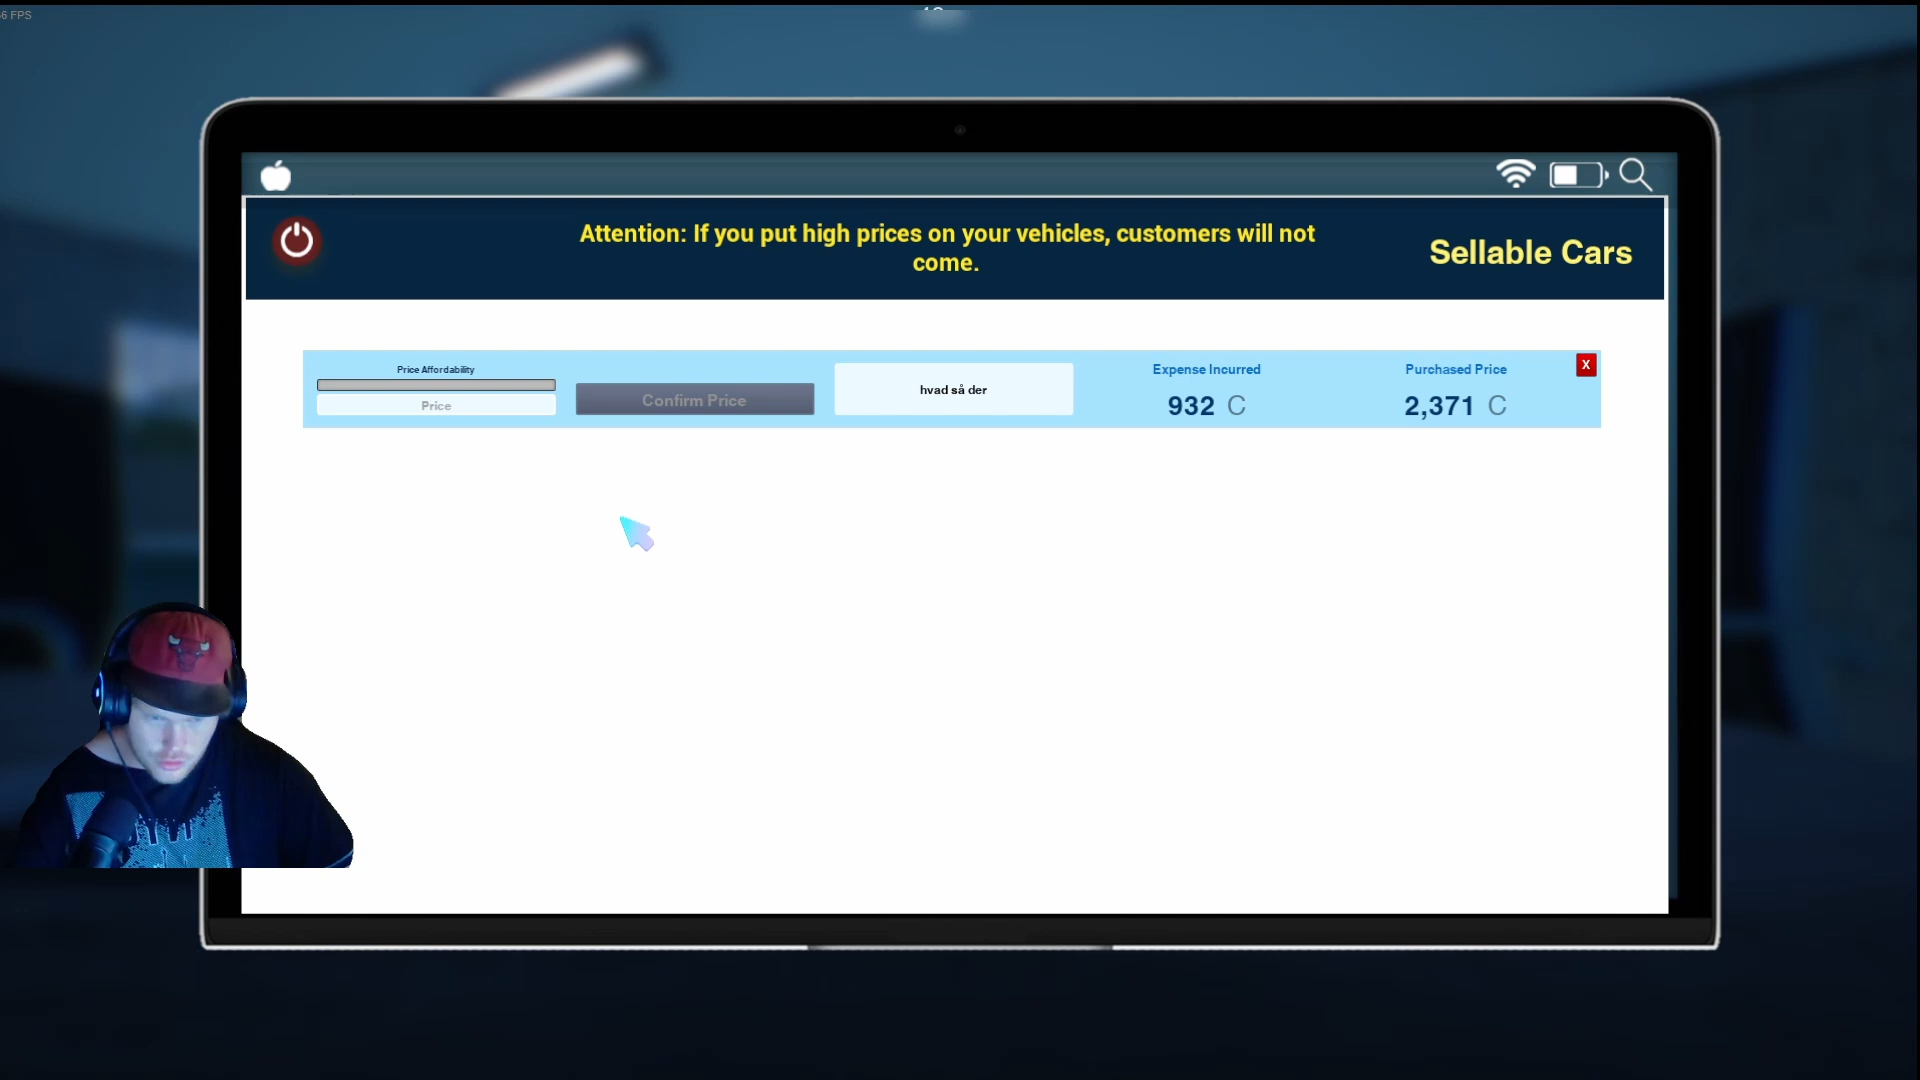 FPS
Attention: If you put high prices on your vehicles, customers will not
come.
Sellable Cars
Price Affordability
Price
Confirm Price
hvad så der
Expense Incurred
932 C
Purchased Price
2,371 C
X